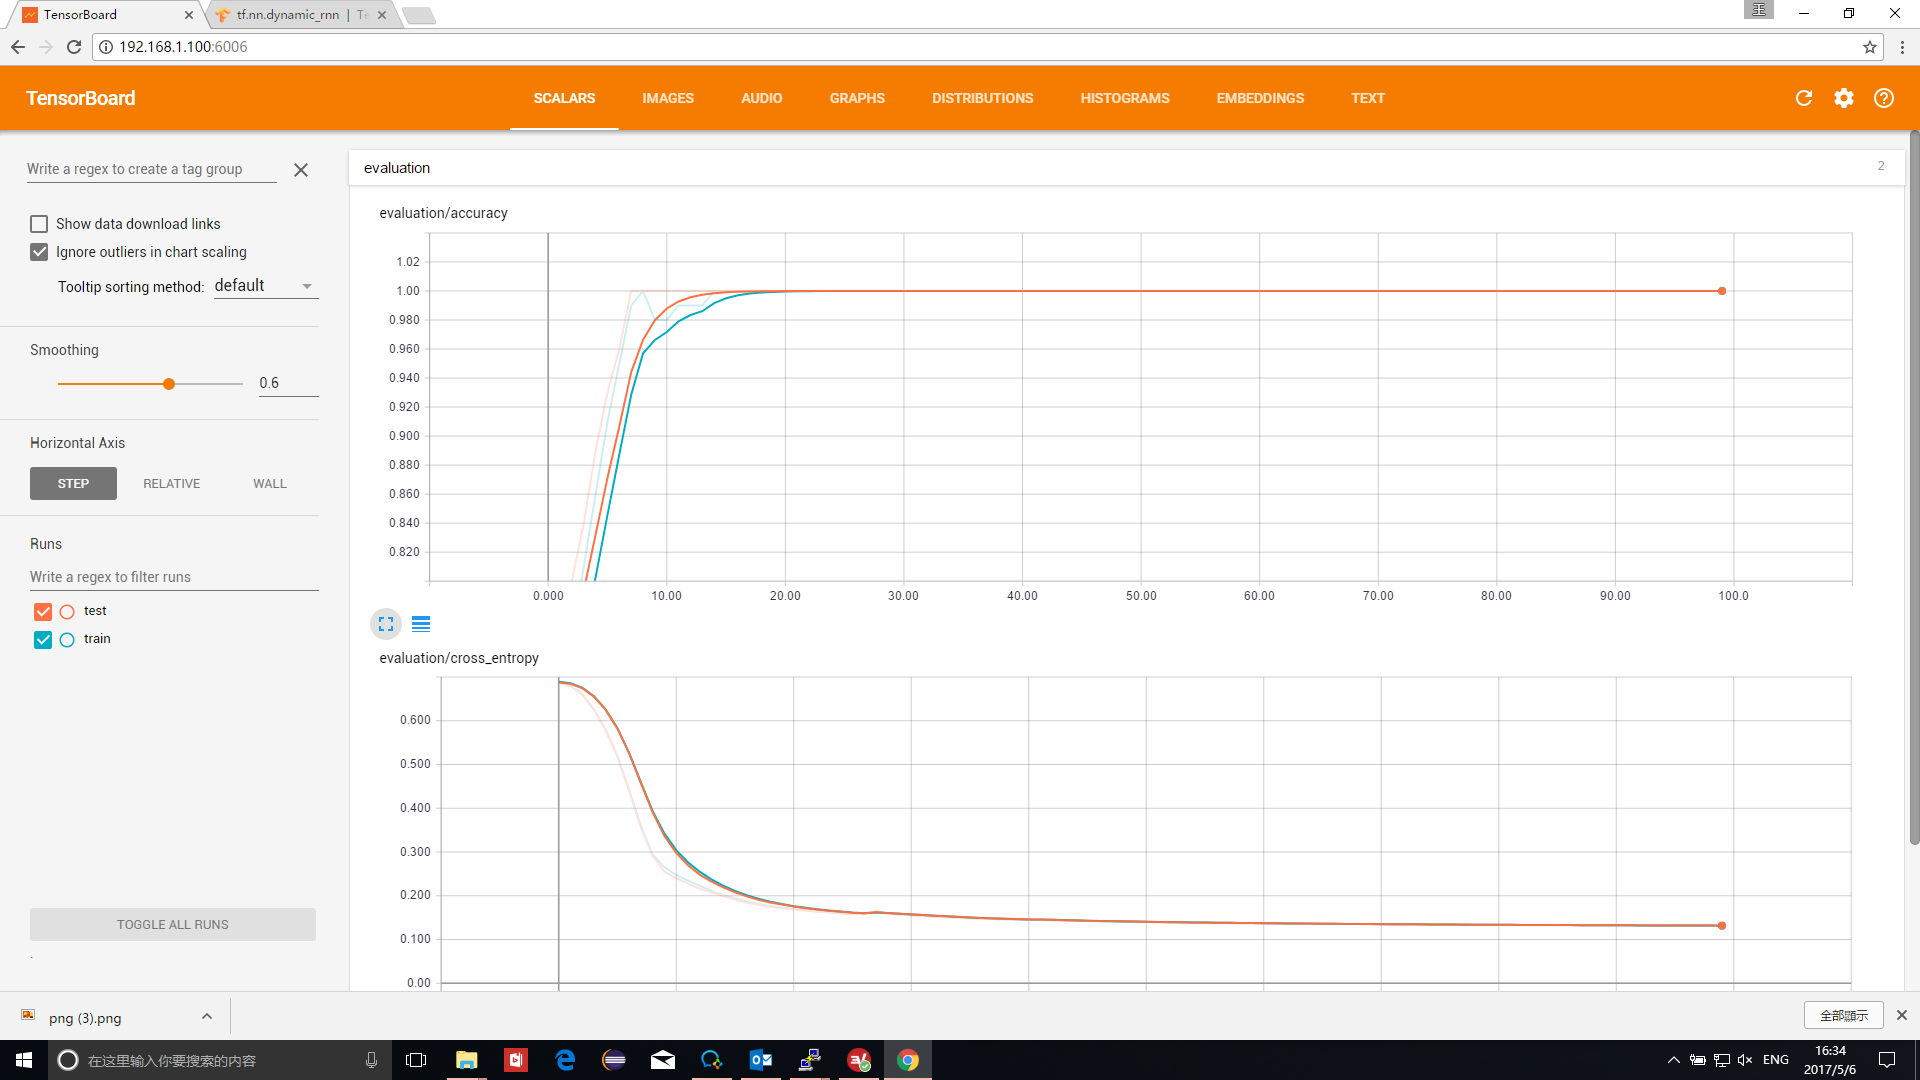 TensorBoard
tf.nn.dynamic_rnn | Te
王
192.168.1.100:6006
TensorBoard
SCALARS IMAGES AUDIO GRAPHS DISTRIBUTIONS HISTOGRAMS EMBEDDINGS TEXT
Write a regex to create a tag group
Show data download links
Ignore outliers in chart scaling
Tooltip sorting method: default
Smoothing
0.6
Horizontal Axis
STEP RELATIVE WALL
Runs
Write a regex to filter runs
test
train
TOGGLE ALL RUNS
.
evaluation 2
evaluation/accuracy
1.02
1.00
0.980
0.960
0.940
0.920
0.900
0.880
0.860
0.840
0.820
0.000 10.00 20.00 30.00 40.00 50.00 60.00 70.00 80.00 90.00 100.0
evaluation/cross_entropy
0.600
0.500
0.400
0.300
0.200
0.100
0.00
png (3).png
全部顯示
在这里输入你要搜索的内容
ENG
16:34
2017/5/6